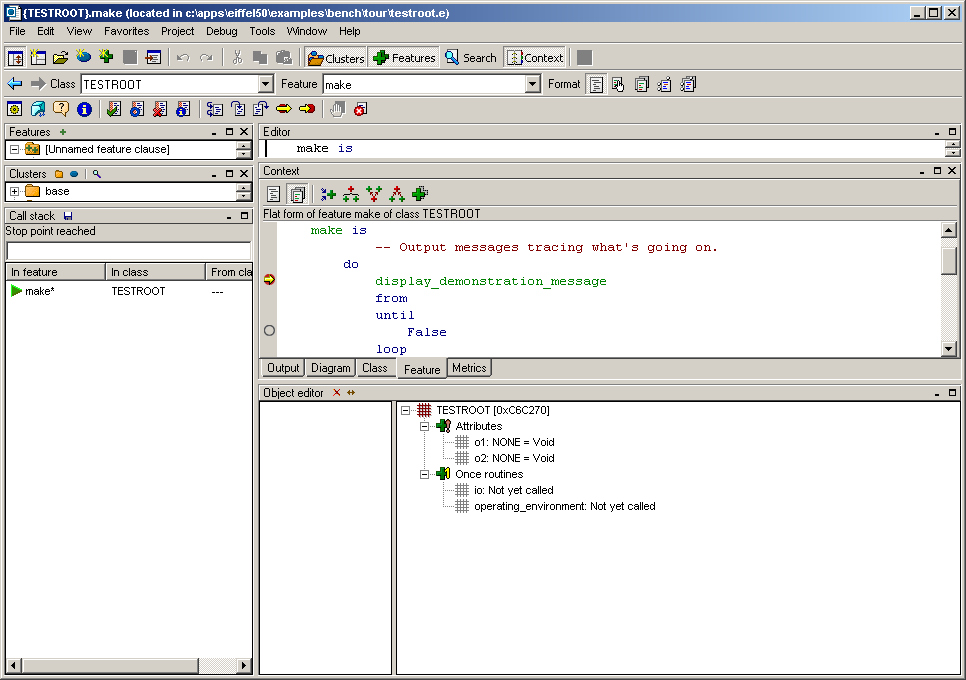 {TESTROOT}.make (located in c:\apps\eiffel50\examples\bench\tour\testroot.e)
File Edit View Favorites Project Debug Tools Window Help
Clusters Features Search Context
Class TESTROOT Feature make Format
Features
[Unnamed feature clause]
Clusters
base
Call stack
Stop point reached
In feature In class From cla
make* TESTROOT ---
Editor
make is
Context
Flat form of feature make of class TESTROOT
make is
-- Output messages tracing what's going on.
do
display_demonstration_message
from
until
False
loop
Output Diagram Class Feature Metrics
Object editor
TESTROOT [0xC6C270]
Attributes
o1: NONE = Void
o2: NONE = Void
Once routines
io: Not yet called
operating_environment: Not yet called